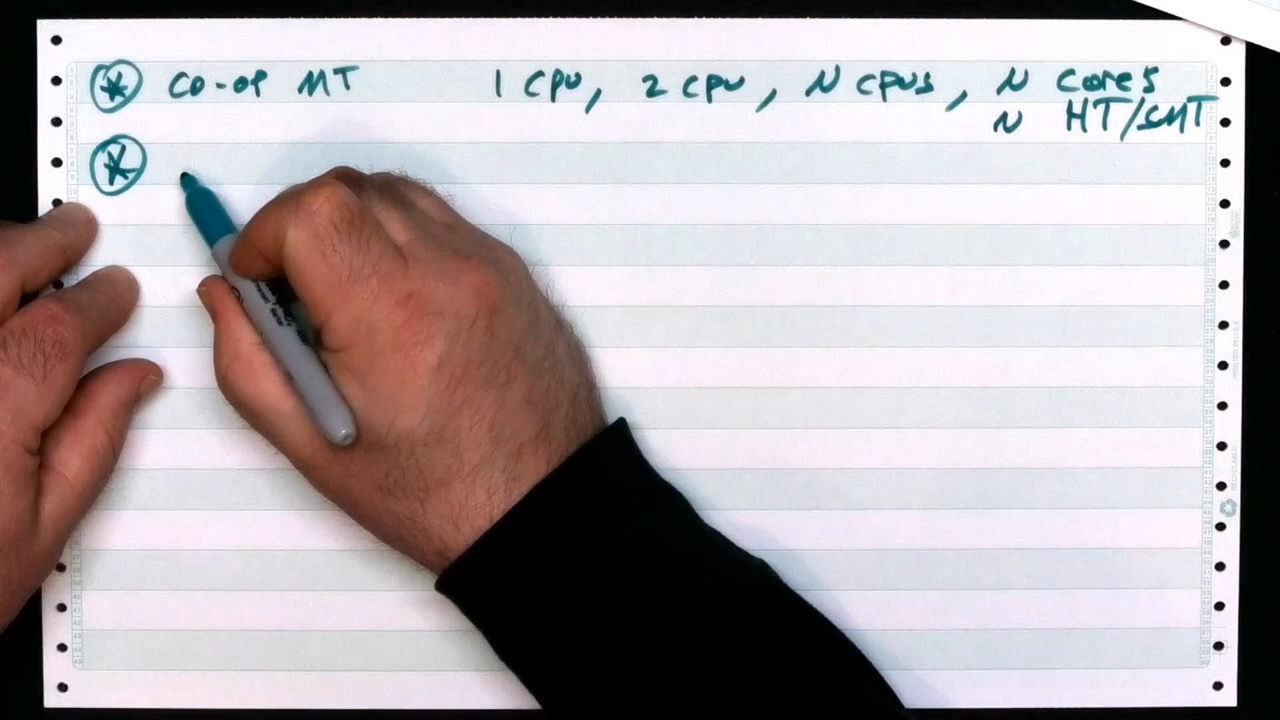 * CO-OP MT 1 CPU, 2 CPU, N CPUS, N CORES
N HT/SMT
*